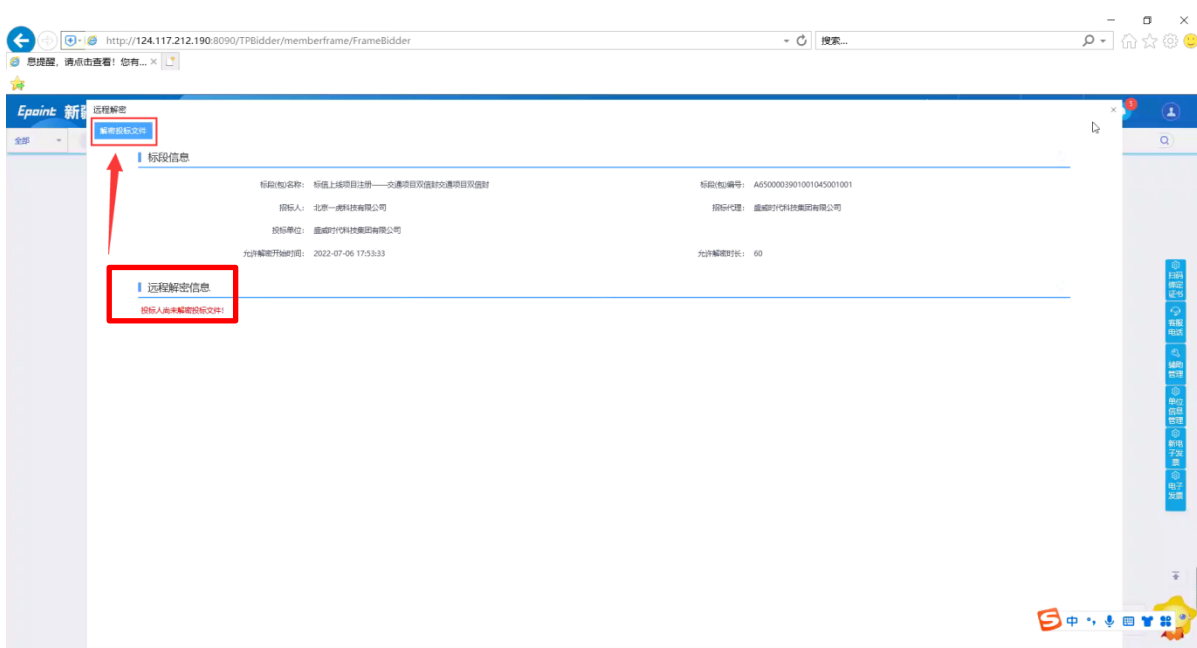 http://124.117.212.190:8090/TPBidder/memberframe/FrameBidder
搜索...
息提醒，请点击查看！您有... ×
Epoint 新疆
远程解密
×
5
解密投标文件
全部
标段信息
标段(包)名称： 标信上线项目注册——交通项目双信封交通项目双信封
标段(包)编号： A6500003901001045001001
招标人： 北京一虎科技有限公司
招标代理： 盛威时代科技集团有限公司
投标单位： 盛威时代科技集团有限公司
允许解密开始时间： 2022-07-06 17:53:33
允许解密时长： 60
远程解密信息
投标人尚未解密投标文件！
扫码
绑定
证书
客服
电话
辅助
管理
单位
信息
管理
新电
子发
票
电子
发票
中